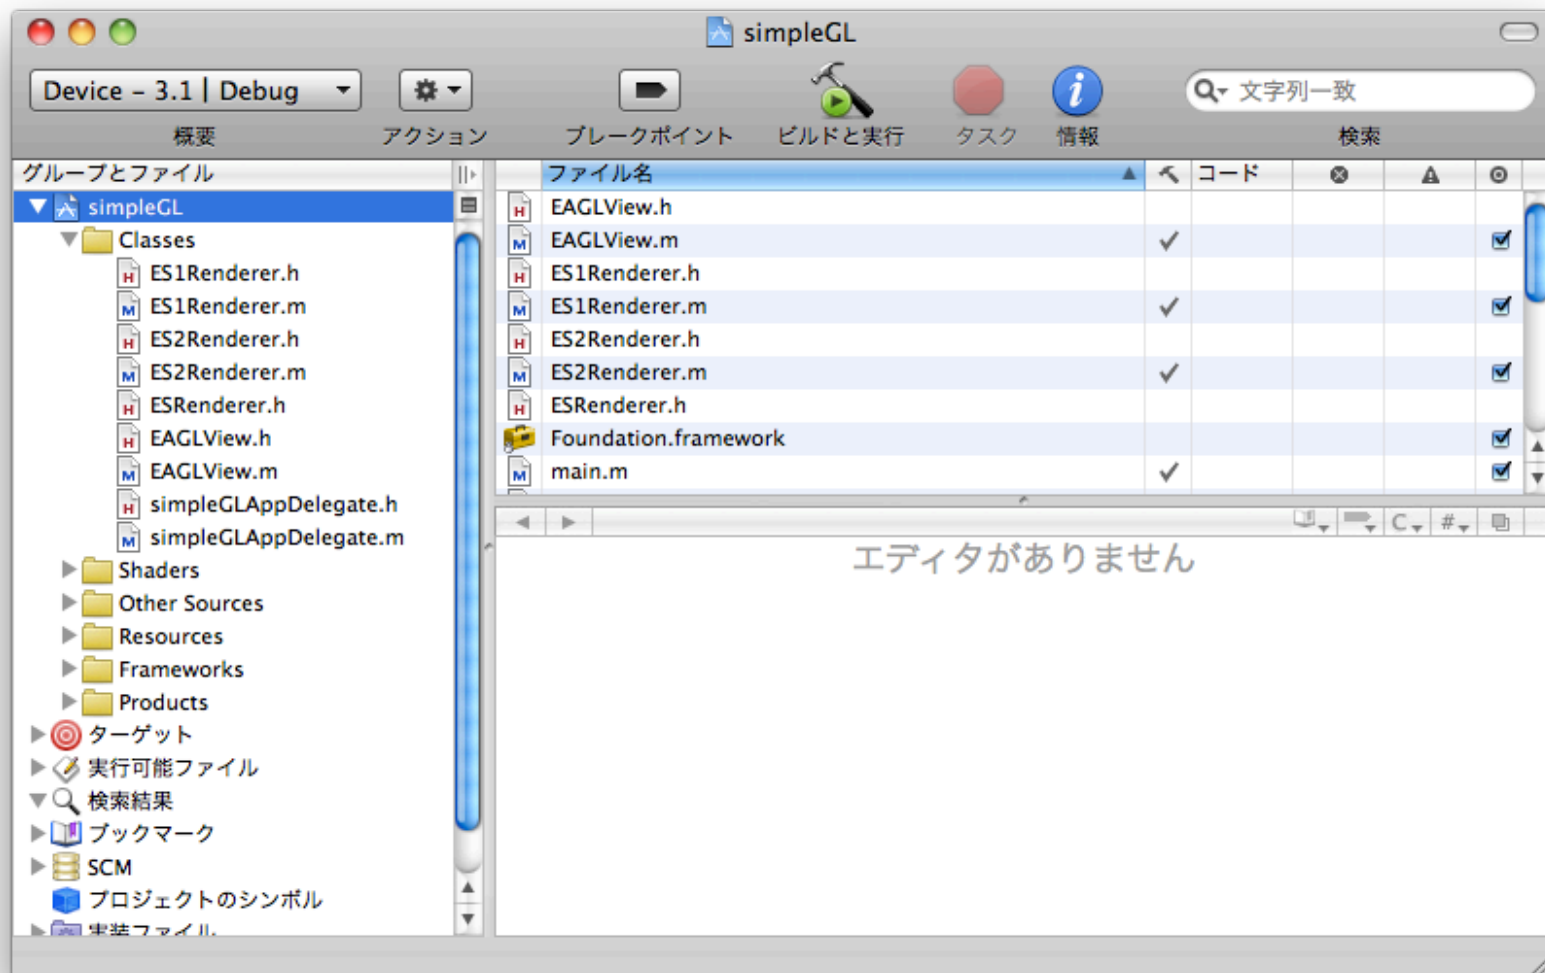 simpleGL
Device – 3.1 | Debug
文字列一致
概要
アクション
ブレークポイント
ビルドと実行
タスク
情報
検索
グループとファイル
simpleGL
Classes
ES1Renderer.h
ES1Renderer.m
ES2Renderer.h
ES2Renderer.m
ESRenderer.h
EAGLView.h
EAGLView.m
simpleGLAppDelegate.h
simpleGLAppDelegate.m
Shaders
Other Sources
Resources
Frameworks
Products
ターゲット
実行可能ファイル
検索結果
ブックマーク
SCM
プロジェクトのシンボル
実装ファイル
ファイル名
コード
EAGLView.h
EAGLView.m
ES1Renderer.h
ES1Renderer.m
ES2Renderer.h
ES2Renderer.m
ESRenderer.h
Foundation.framework
main.m
C
#
エディタがありません